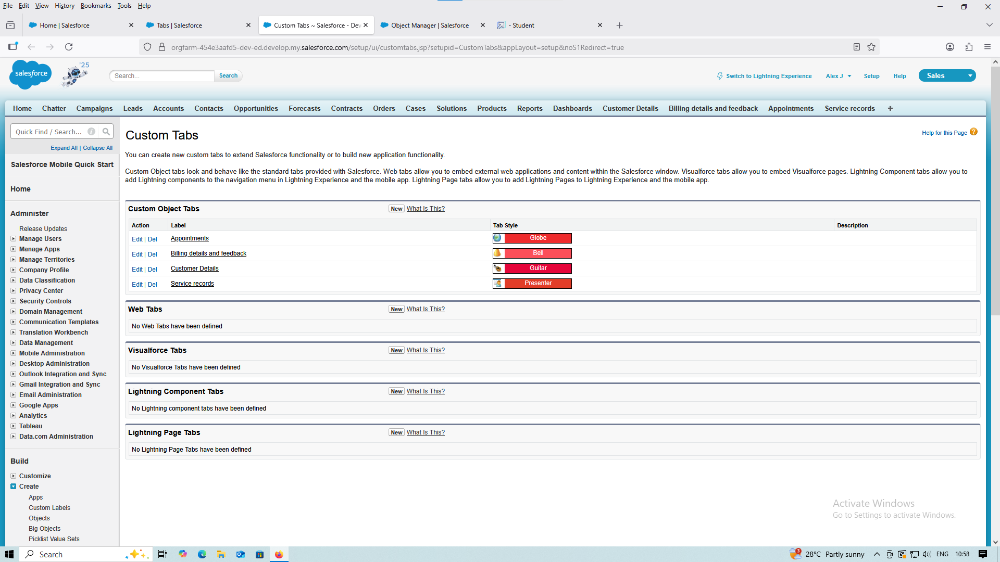 File Edit View History Bookmarks Tools Help
Home | Salesforce
Tabs | Salesforce
Custom Tabs ~ Salesforce - Dev
Object Manager | Salesforce
- Student
orgfarm-454e3aafd5-dev-ed.develop.my.salesforce.com/setup/ui/customtabs.jsp?setupid=CustomTabs&appLayout=setup&noS1Redirect=true
salesforce
'25
Search...
Search
Switch to Lightning Experience
Alex J
Setup
Help
Sales
Home Chatter Campaigns Leads Accounts Contacts Opportunities Forecasts Contracts Orders Cases Solutions Products Reports Dashboards Customer Details Billing details and feedback Appointments Service records +
Quick Find / Search...
Expand All | Collapse All
Salesforce Mobile Quick Start
Home
Administer
Release Updates
Manage Users
Manage Apps
Manage Territories
Company Profile
Data Classification
Privacy Center
Security Controls
Domain Management
Communication Templates
Translation Workbench
Data Management
Mobile Administration
Desktop Administration
Outlook Integration and Sync
Gmail Integration and Sync
Email Administration
Google Apps
Analytics
Tableau
Data.com Administration
Build
Customize
Create
Apps
Custom Labels
Objects
Big Objects
Picklist Value Sets
Custom Tabs
Help for this Page ?
You can create new custom tabs to extend Salesforce functionality or to build new application functionality.
Custom Object tabs look and behave like the standard tabs provided with Salesforce. Web tabs allow you to embed external web applications and content within the Salesforce window. Visualforce tabs allow you to embed Visualforce pages. Lightning Component tabs allow you to
add Lightning components to the navigation menu in Lightning Experience and the mobile app. Lightning Page tabs allow you to add Lightning Pages to Lightning Experience and the mobile app.
Custom Object Tabs New What Is This?
Action Label Tab Style Description
Edit | Del Appointments Globe
Edit | Del Billing details and feedback Bell
Edit | Del Customer Details Guitar
Edit | Del Service records Presenter
Web Tabs New What Is This?
No Web Tabs have been defined
Visualforce Tabs New What Is This?
No Visualforce Tabs have been defined
Lightning Component Tabs New What Is This?
No Lightning component tabs have been defined
Lightning Page Tabs New What Is This?
No Lightning Page Tabs have been defined
Activate Windows
Go to Settings to activate Windows.
Search
3
28°C Partly sunny
ENG
10:58